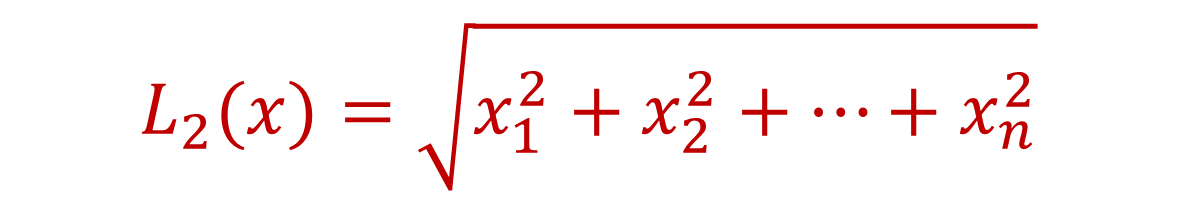 L₂(x) = √(x₁² + x₂² + ⋯ + xₙ²)